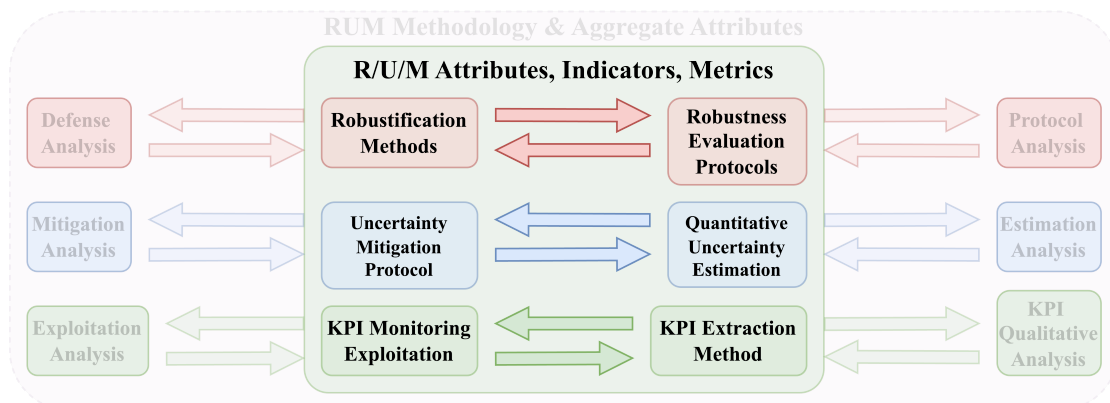 RUM Methodology & Aggregate Attributes
R/U/M Attributes, Indicators, Metrics
Defense
Analysis
Robustification
Methods
Robustness
Evaluation
Protocols
Protocol
Analysis
Mitigation
Analysis
Uncertainty
Mitigation
Protocol
Quantitative
Uncertainty
Estimation
Estimation
Analysis
Exploitation
Analysis
KPI Monitoring
Exploitation
KPI Extraction
Method
KPI
Qualitative
Analysis